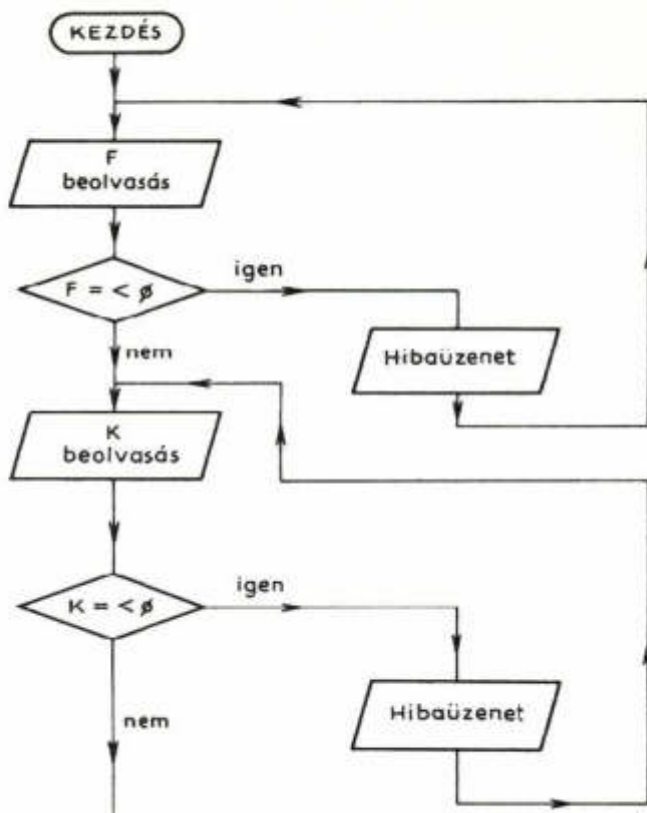 KEZDÉS
F
beolvasás
igen
F = < ø
Hibaüzenet
nem
K
beolvasás
igen
K = < ø
Hibaüzenet
nem